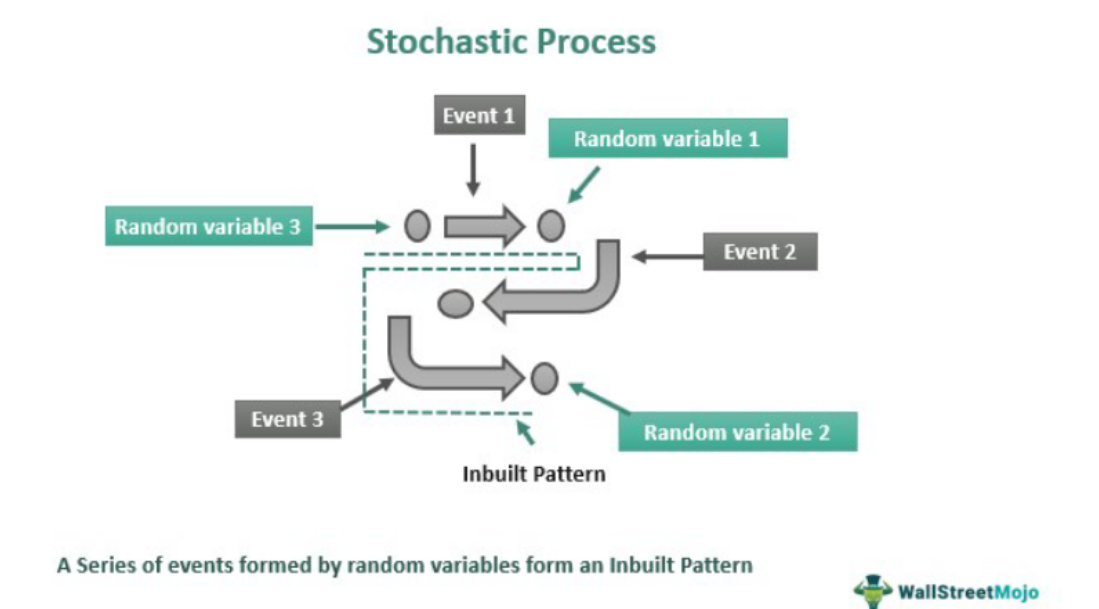 Stochastic Process
Event 1
Random variable 1
Random variable 3
Event 2
Event 3
Random variable 2
Inbuilt Pattern
A Series of events formed by random variables form an Inbuilt Pattern
WallStreetMojo